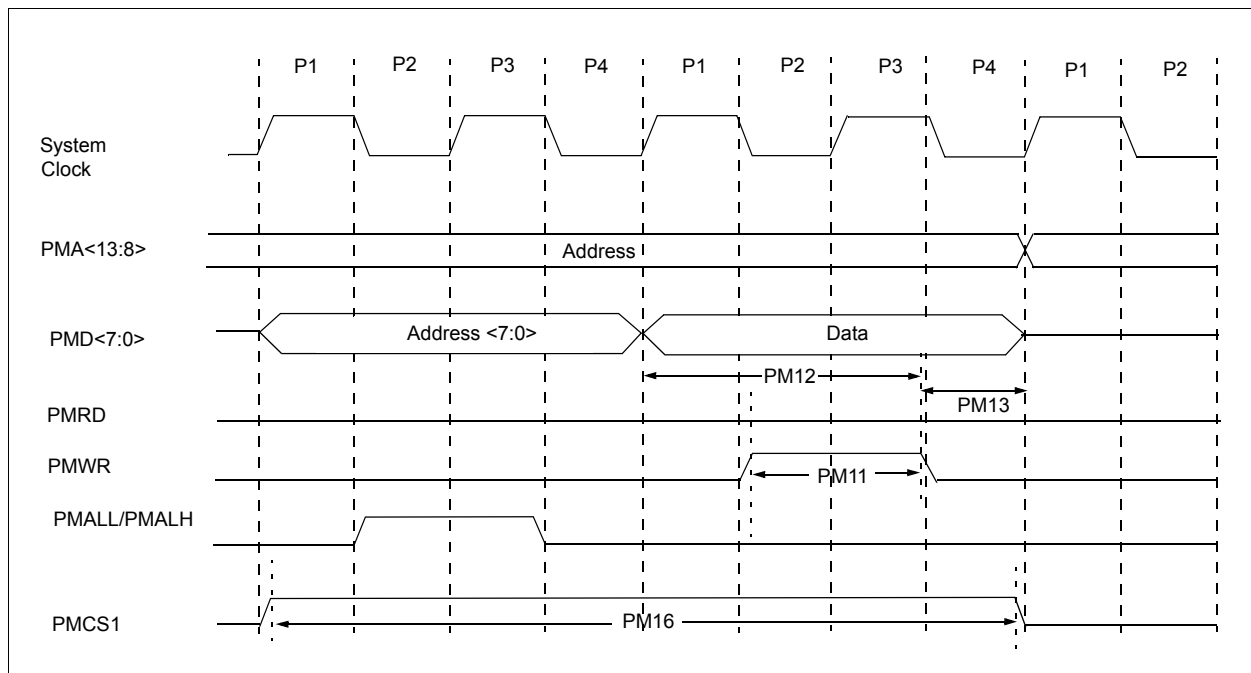 P1 P2 P3 P4 P1 P2 P3 P4 P1 P2
System
Clock
PMA<13:8>
Address
PMD<7:0>
Address <7:0>
Data
PM12
PM13
PMRD
PMWR
PM11
PMALL/PMALH
PMCS1
PM16